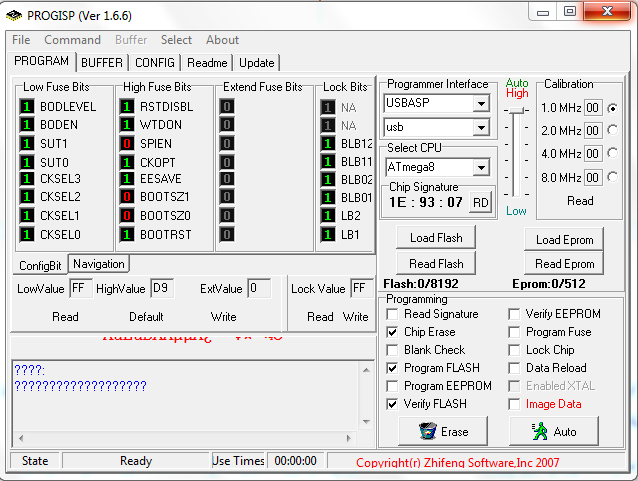 PROGISP (Ver 1.6.6)
File Command Buffer Select About
PROGRAM BUFFER CONFIG Readme Update
Low Fuse Bits
1 BODLEVEL
1 BODEN
1 SUT1
1 SUT0
1 CKSEL3
1 CKSEL2
1 CKSEL1
1 CKSEL0
High Fuse Bits
1 RSTDISBL
1 WTDON
0 SPIEN
1 CKOPT
1 EESAVE
0 BOOTSZ1
0 BOOTSZ0
1 BOOTRST
Extend Fuse Bits
0
0
0
0
0
0
0
0
Lock Bits
1 NA
1 NA
1 BLB12
1 BLB11
1 BLB02
1 BLB01
1 LB2
1 LB1
ConfigBit Navigation
LowValue FF HighValue D9 ExtValue 0
Read Default Write
Lock Value FF
Read Write
????:
???????????????????
Programmer Interface
USBASP
usb
Select CPU
ATmega8
Chip Signature
1E : 93 : 07 RD
Auto
High
Low
Calibration
1.0 MHz 00
2.0 MHz 00
4.0 MHz 00
8.0 MHz 00
Read
Load Flash Load Eprom
Read Flash Read Eprom
Flash:0/8192 Eprom:0/512
Programming
Read Signature
Chip Erase
Blank Check
Program FLASH
Program EEPROM
Verify FLASH
Verify EEPROM
Program Fuse
Lock Chip
Data Reload
Enabled XTAL
Image Data
Erase Auto
State Ready Use Times 00:00:00 Copyright(r) Zhifeng Software,Inc 2007